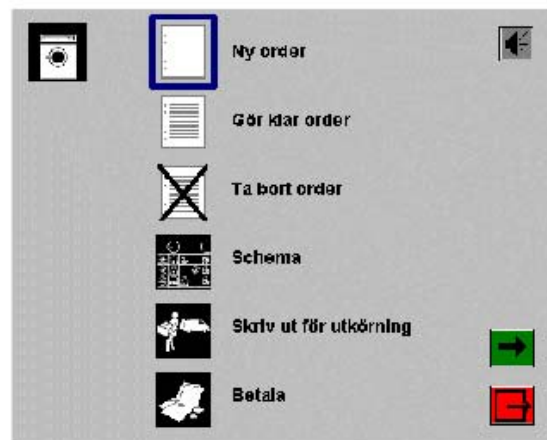 Ny order
Gör klar order
Ta bort order
Schema
Skriv ut för utkörning
Betala